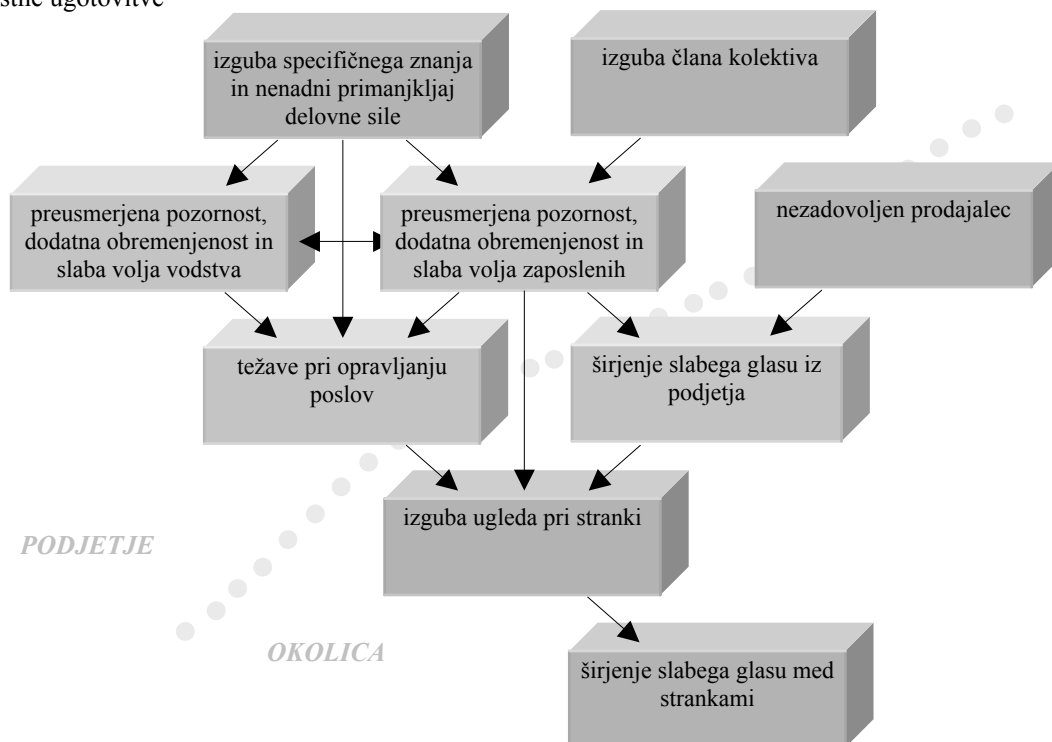 ugotovitve
izguba specifičnega znanja
in nenadni primanjkljaj
delovne sile
izguba člana kolektiva
preusmerjena pozornost,
dodatna obremenjenost in
slaba volja vodstva
preusmerjena pozornost,
dodatna obremenjenost in
slaba volja zaposlenih
nezadovoljen prodajalec
težave pri opravljanju
poslov
širjenje slabega glasu iz
podjetja
izguba ugleda pri stranki
PODJETJE
OKOLICA
širjenje slabega glasu med
strankami